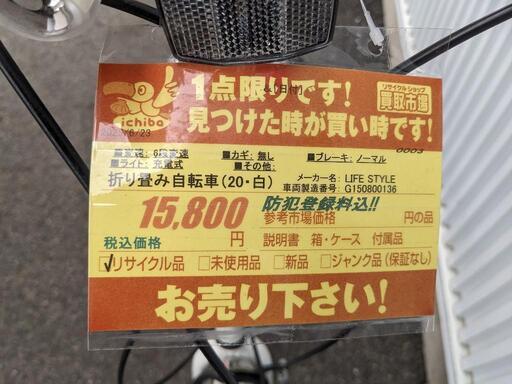 1点限りです!
見つけた時が買い時です!
リサイクルショップ
買取市場
ichiba
6/23
0003
■変速: 6段変速 ■カギ: 無し ■ブレーキ: ノーマル
■ライト: 充電式 ■その他:
折り畳み自転車(20・白)
メーカー名: LIFE STYLE
車両製造番号: G150800136
15,800円
税込価格
防犯登録料込!!
参考市場価格 円の品
説明書 箱・ケース 付属品
✓リサイクル品 □未使用品 □新品 □ジャンク品(保証なし)
お売り下さい!